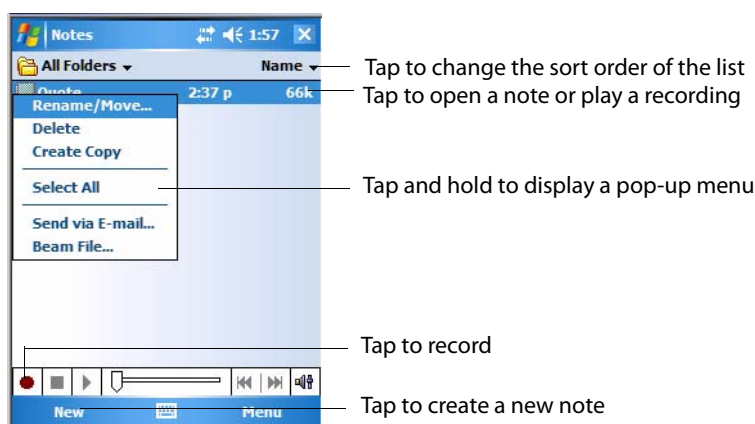 Notes 1:57
All Folders Name
Quote 2:37 p 66k
Rename/Move...
Delete
Create Copy
Select All
Send via E-mail...
Beam File...
New Menu
Tap to change the sort order of the list
Tap to open a note or play a recording
Tap and hold to display a pop-up menu
Tap to record
Tap to create a new note